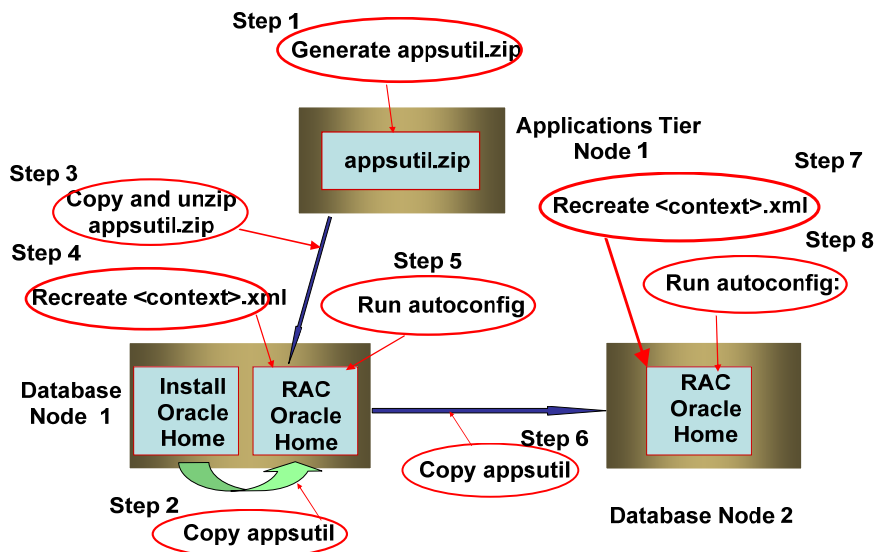 Step 1
Generate appsutil.zip
appsutil.zip
Applications Tier
Node 1
Step 3
Copy and unzip
appsutil.zip
Step 7
Recreate <context>.xml
Step 4
Recreate <context>.xml
Step 5
Run autoconfig
Step 8
Run autoconfig:
Database
Node 1
Install
Oracle
Home
RAC
Oracle
Home
RAC
Oracle
Home
Step 6
Copy appsutil
Step 2
Copy appsutil
Database Node 2